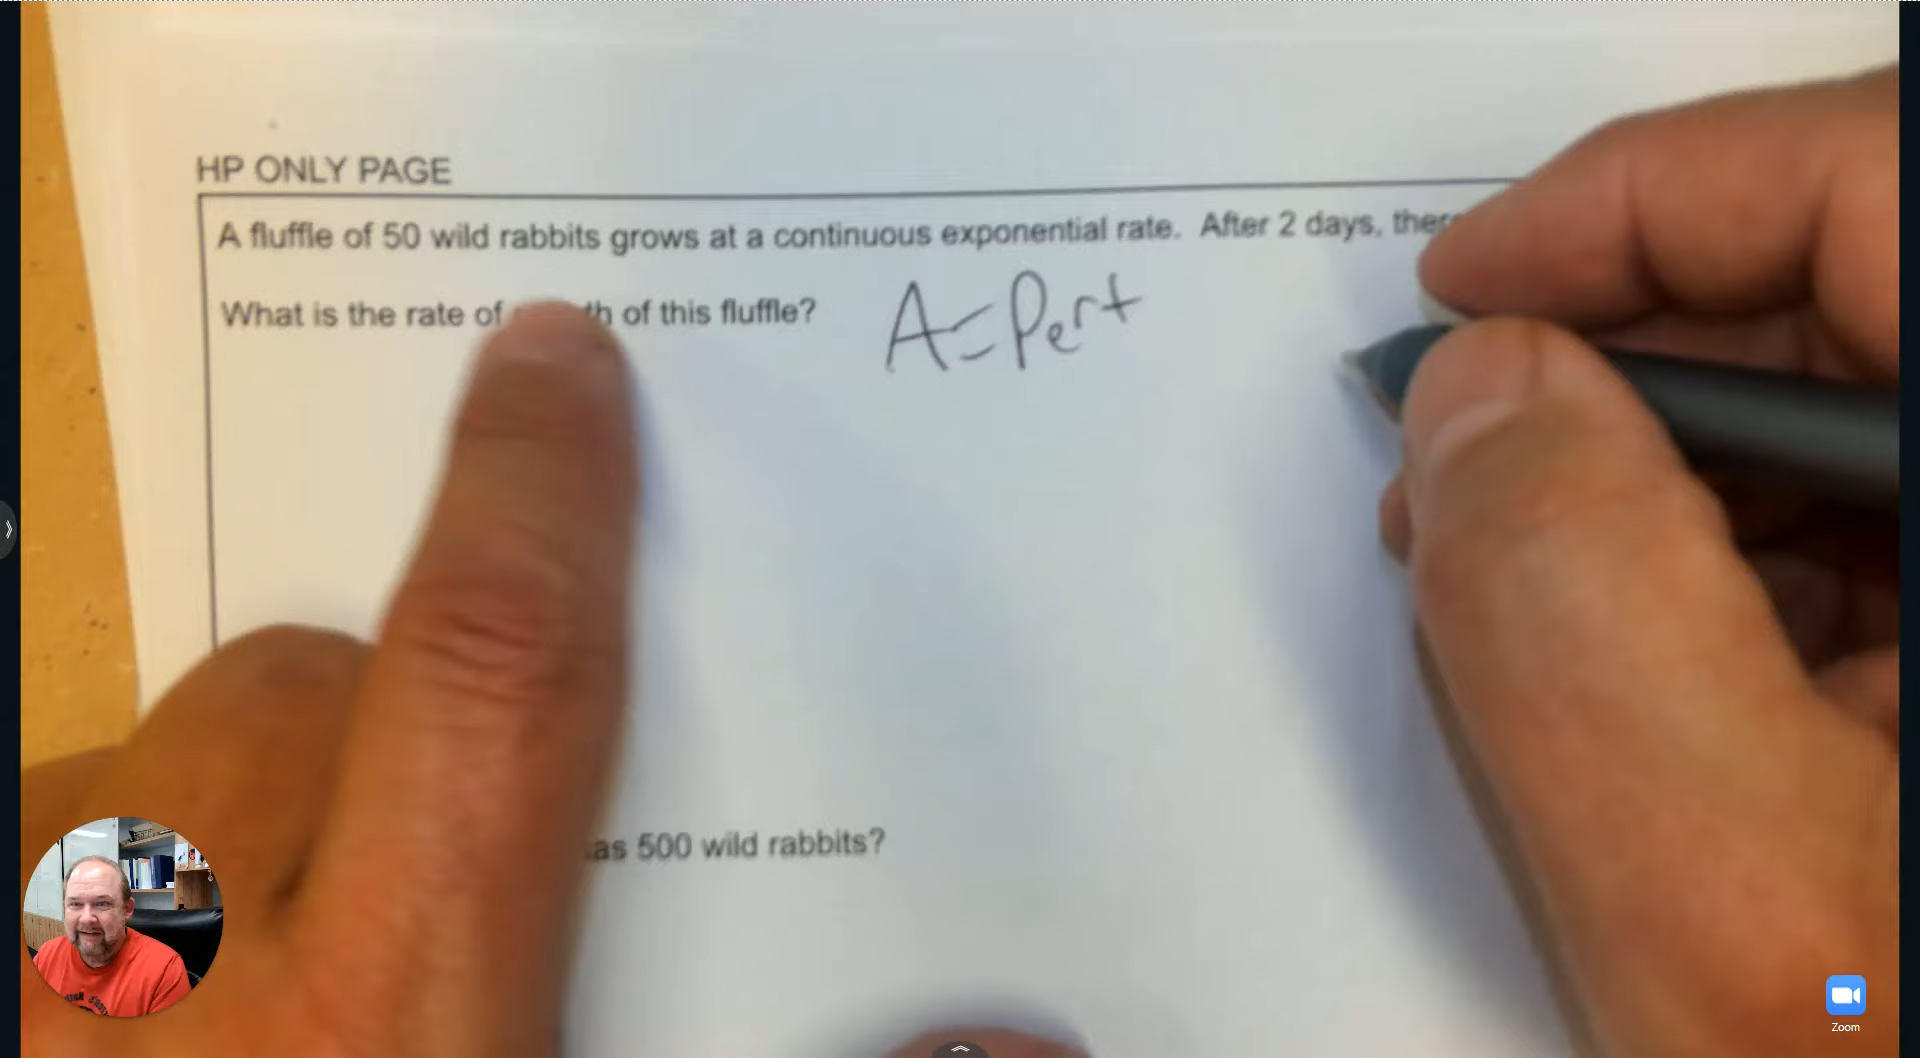 HP ONLY PAGE
A fluffle of 50 wild rabbits grows at a continuous exponential rate. After 2 days,
What is the rate of of this fluffle?
A=Pert
500 wild rabbits?
Zoom